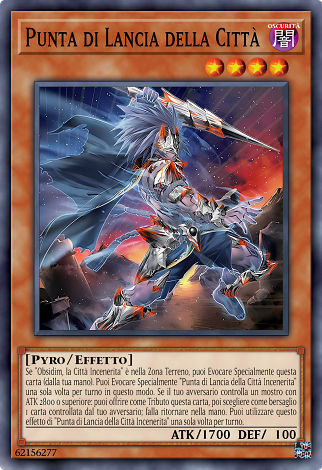 Punta di Lancia della Città
OSCURITÀ
闇
[Pyro/Effetto]
Se "Obsidim, la Città Incenerita" è nella Zona Terreno, puoi Evocare Specialmente questa
carta (dalla tua mano). Puoi Evocare Specialmente "Punta di Lancia della Città Incenerita"
una sola volta per turno in questo modo. Se il tuo avversario controlla un mostro con
ATK 2800 o superiore: puoi offrire come Tributo questa carta, poi scegliere come bersaglio
1 carta controllata dal tuo avversario; falla ritornare nella mano. Puoi utilizzare questo
effetto di "Punta di Lancia della Città Incenerita" una sola volta per turno.
ATK/1700 DEF/ 100
62156277